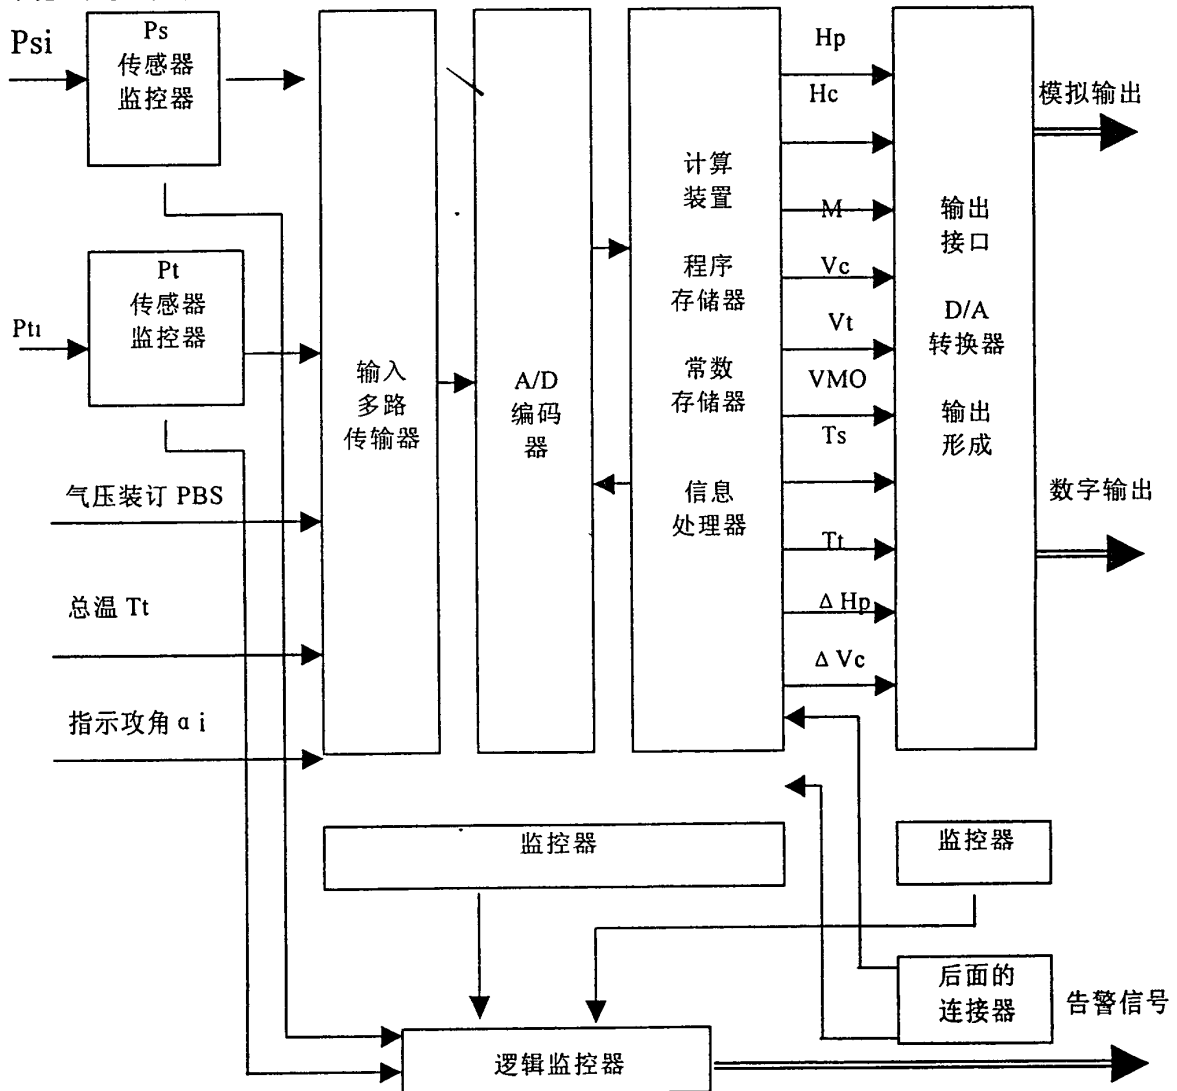 Psi
Ps
传感器
监控器
Pt
传感器
监控器
Ptı
气压装订 PBS
总温 Tt
指示攻角 α i
输入
多路
传输器
A/D
编码
器
计算
装置
程序
存储器
常数
存储器
信息
处理器
Hp
Hc
M
Vc
Vt
VMO
Ts
Tt
Δ Hp
Δ Vc
输出
接口
D/A
转换器
输出
形成
模拟输出
数字输出
监控器
监控器
后面的
连接器
告警信号
逻辑监控器